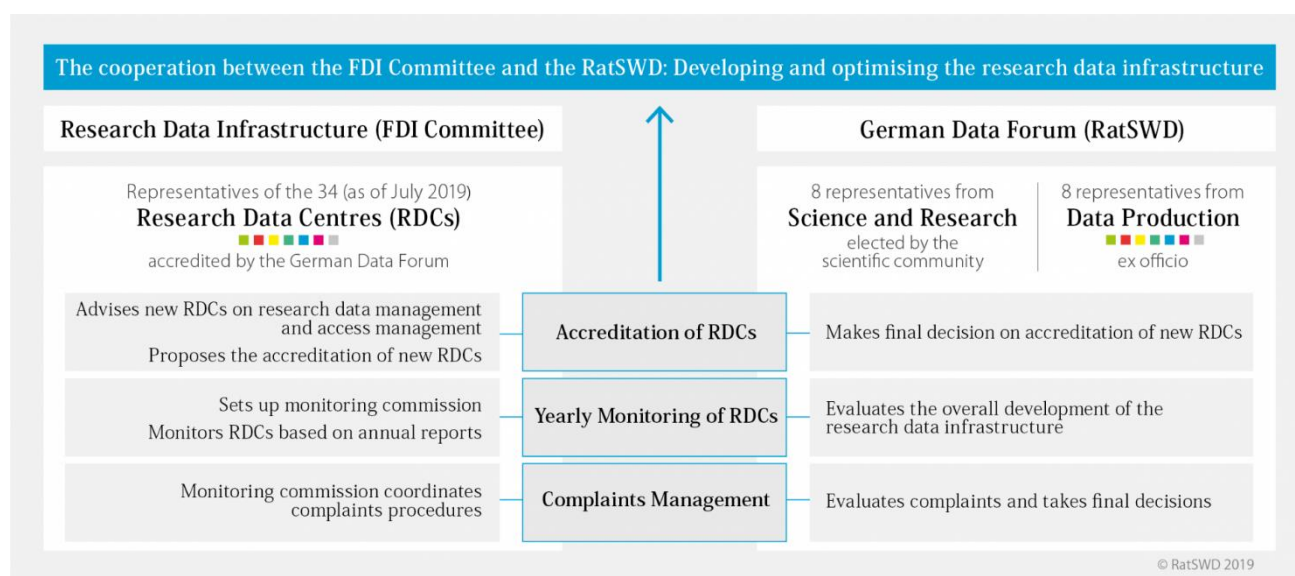 The cooperation between the FDI Committee and the RatSWD: Developing and optimising the research data infrastructure
Research Data Infrastructure (FDI Committee)
German Data Forum (RatSWD)
Representatives of the 34 (as of July 2019)
Research Data Centres (RDCs)
accredited by the German Data Forum
8 representatives from
Science and Research
elected by the
scientific community
8 representatives from
Data Production
ex officio
Advises new RDCs on research data management
and access management
Proposes the accreditation of new RDCs
Accreditation of RDCs
Makes final decision on accreditation of new RDCs
Sets up monitoring commission
Monitors RDCs based on annual reports
Yearly Monitoring of RDCs
Evaluates the overall development of the
research data infrastructure
Monitoring commission coordinates
complaints procedures
Complaints Management
Evaluates complaints and takes final decisions
© RatSWD 2019